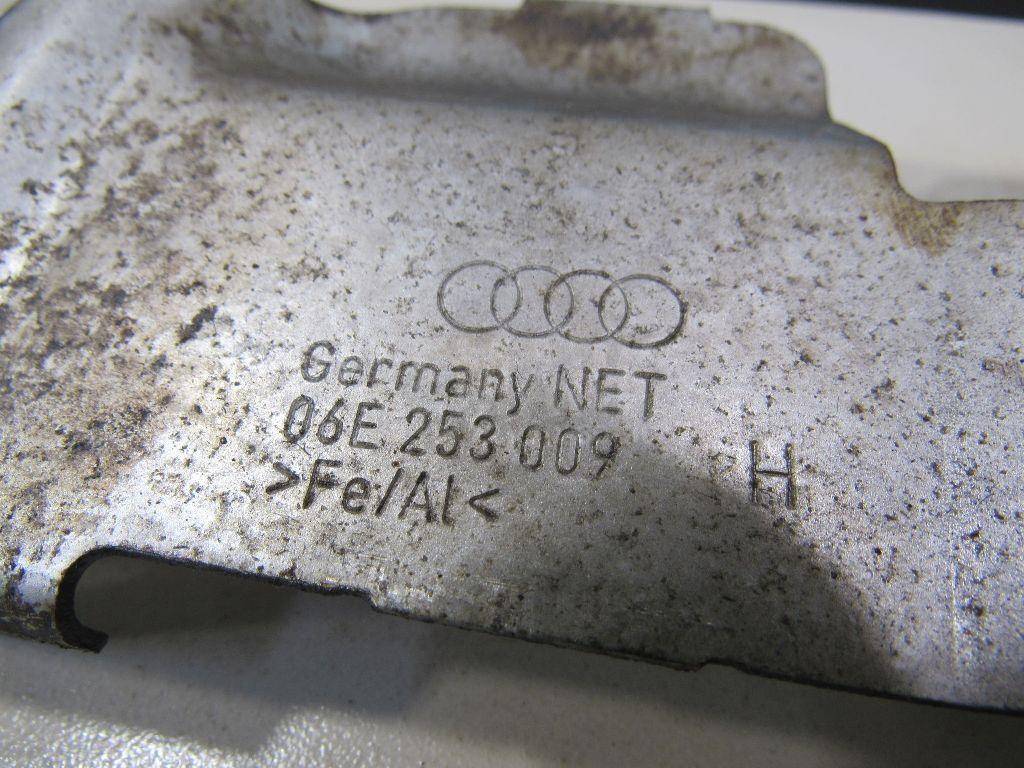 Germany NET
06E 253 009 H
>Fe/Al<